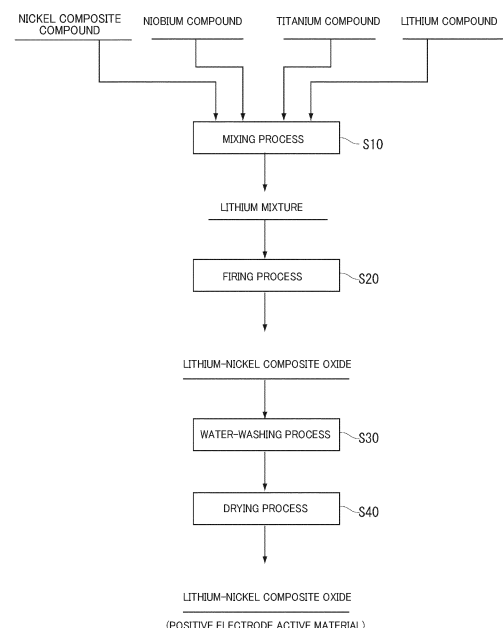 NICKEL COMPOSITE
COMPOUND
NIOBIUM COMPOUND
TITANIUM COMPOUND
LITHIUM COMPOUND
MIXING PROCESS
S10
LITHIUM MIXTURE
FIRING PROCESS
S20
LITHIUM-NICKEL COMPOSITE OXIDE
WATER-WASHING PROCESS
S30
DRYING PROCESS
S40
LITHIUM-NICKEL COMPOSITE OXIDE
(POSITIVE ELECTRODE ACTIVE MATERIAL)